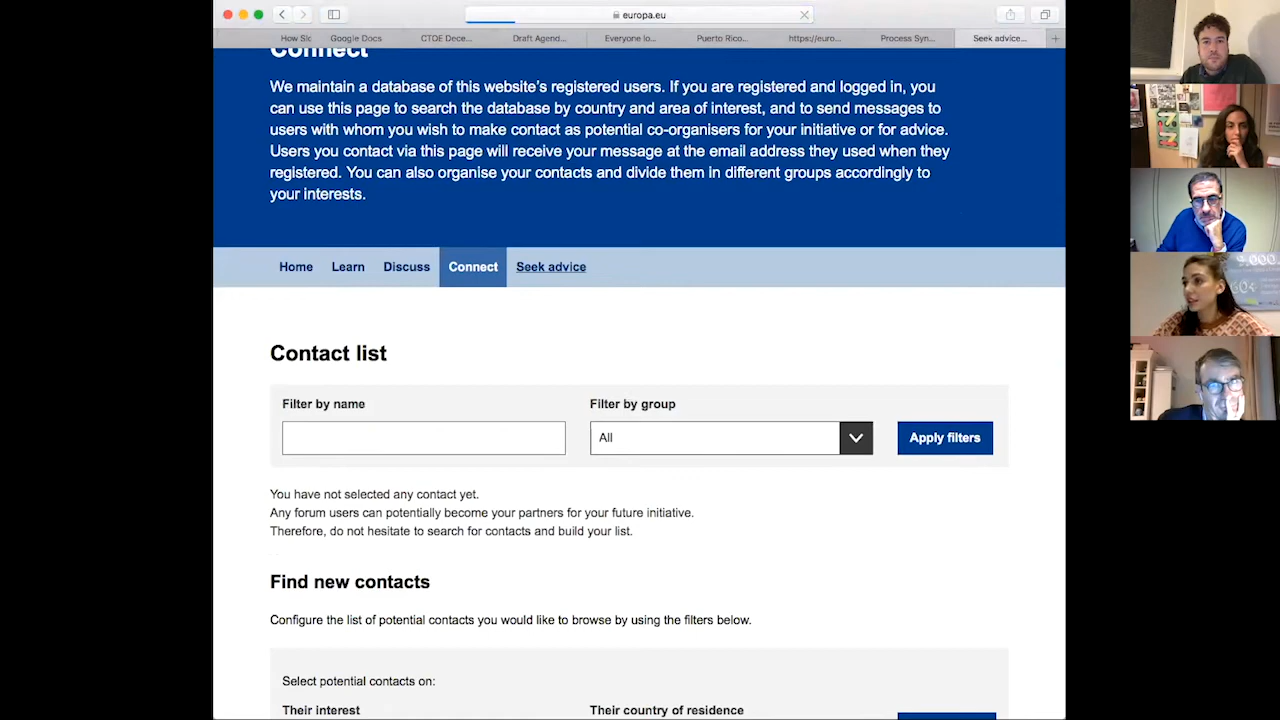 europa.eu
How Slo
Google Docs
CTOE Dece...
Draft Agend...
Everyone lo...
Puerto Rico...
https://euro...
Process Syn...
Seek advice...
Connect
We maintain a database of this website's registered users. If you are registered and logged in, you
can use this page to search the database by country and area of interest, and to send messages to
users with whom you wish to make contact as potential co-organisers for your initiative or for advice.
Users you contact via this page will receive your message at the email address they used when they
registered. You can also organise your contacts and divide them in different groups accordingly to
your interests.
Home Learn Discuss Connect Seek advice
Contact list
Filter by name
Filter by group
All
Apply filters
You have not selected any contact yet.
Any forum users can potentially become your partners for your future initiative.
Therefore, do not hesitate to search for contacts and build your list.
Find new contacts
Configure the list of potential contacts you would like to browse by using the filters below.
Select potential contacts on:
Their interest
Their country of residence